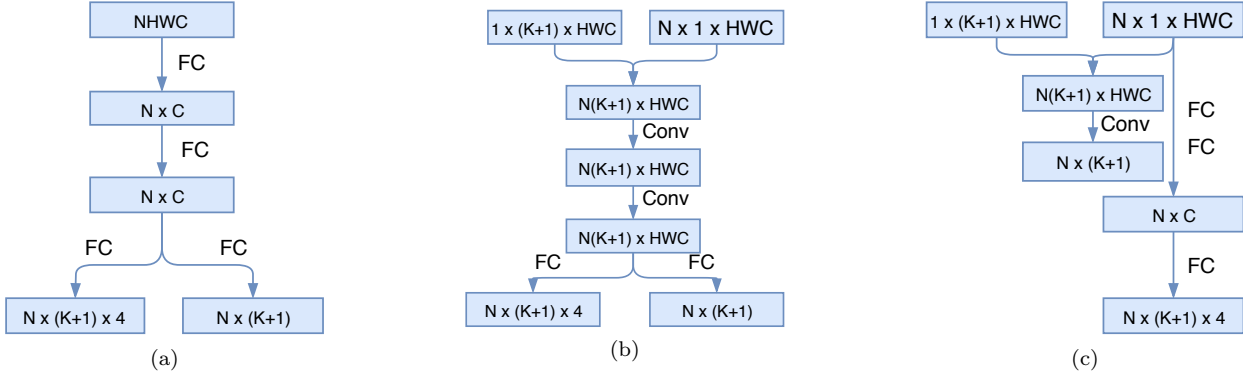 NHWC
FC
N x C
FC
N x C
FC FC
N x (K+1) x 4 N x (K+1)
(a)
1 x (K+1) x HWC N x 1 x HWC
N(K+1) x HWC
Conv
N(K+1) x HWC
Conv
N(K+1) x HWC
FC FC
N x (K+1) x 4 N x (K+1)
(b)
1 x (K+1) x HWC N x 1 x HWC
N(K+1) x HWC
Conv
N x (K+1)
FC
FC
N x C
FC
N x (K+1) x 4
(c)